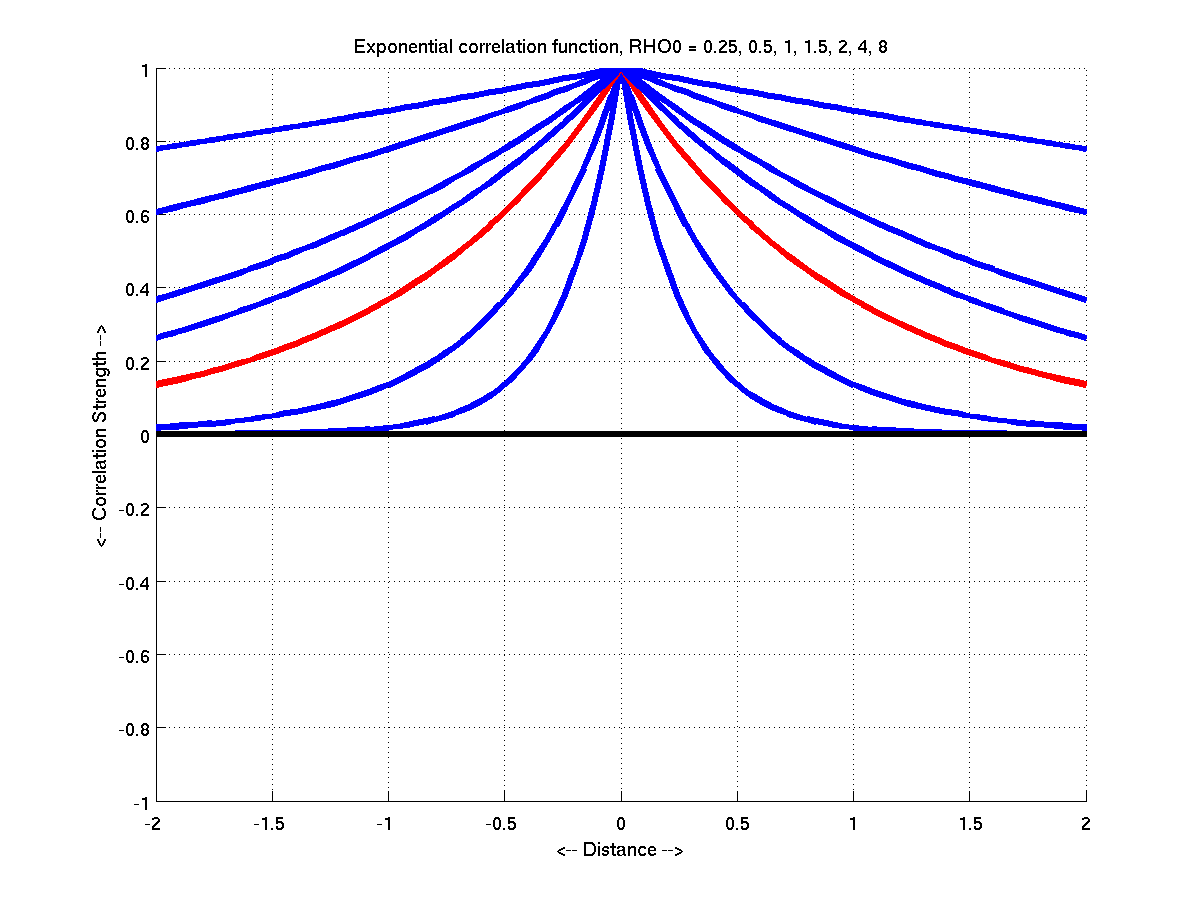 Exponential correlation function, RHO0 = 0.25, 0.5, 1, 1.5, 2, 4, 8
1
0.8
0.6
0.4
0.2
0
-0.2
-0.4
-0.6
-0.8
-1
<-- Correlation Strength -->
-2 -1.5 -1 -0.5 0 0.5 1 1.5 2
<-- Distance -->